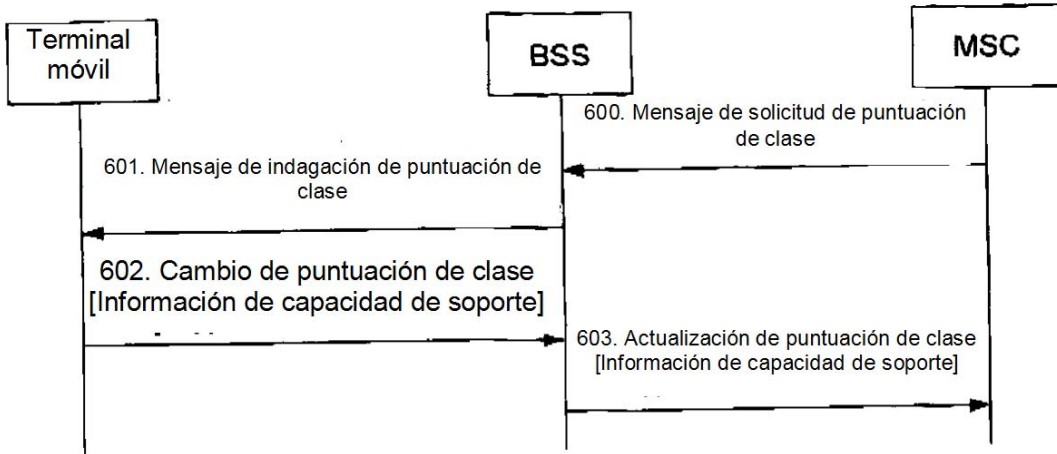 Terminal
móvil
BSS
MSC
600. Mensaje de solicitud de puntuación
de clase
601. Mensaje de indagación de puntuación de
clase
602. Cambio de puntuación de clase
[Información de capacidad de soporte]
603. Actualización de puntuación de clase
[Información de capacidad de soporte]